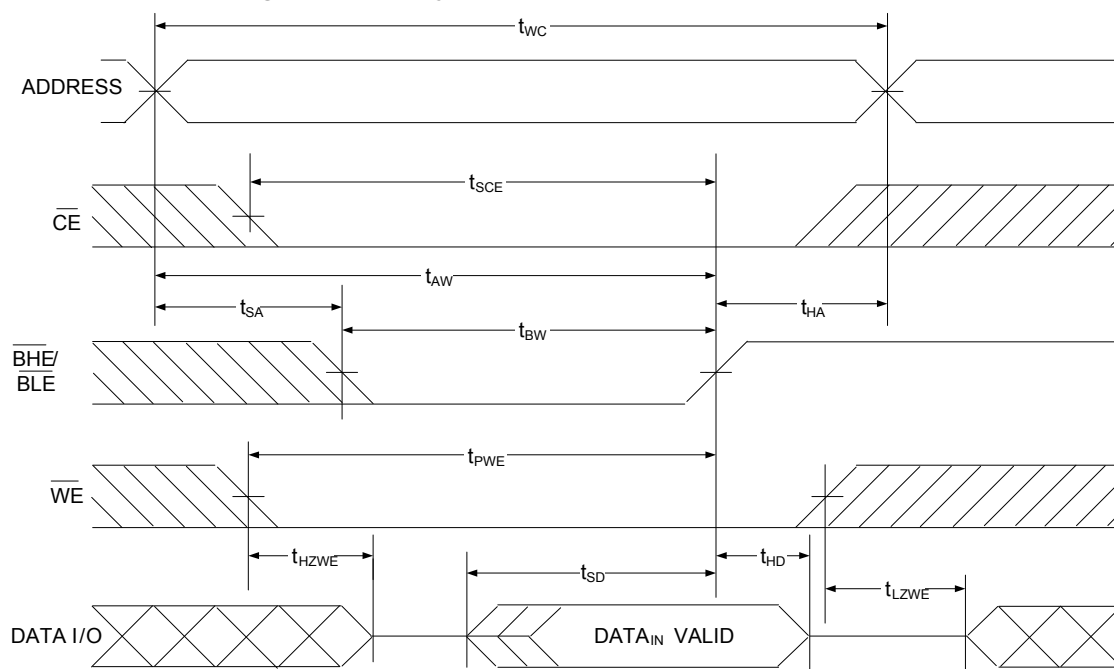 tWC
ADDRESS
tSCE
CE
tAW
tSA
tHA
tBW
BHE/
BLE
tPWE
WE
tHZWE
tHD
tSD
tLZWE
DATA I/O
DATAIN VALID